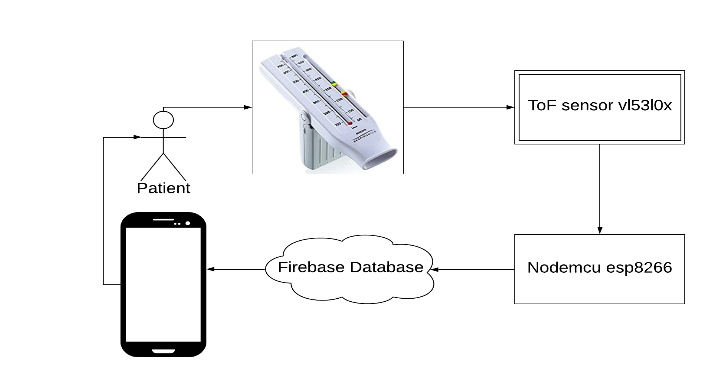 ToF sensor vl53l0x
Patient
Firebase Database
Nodemcu esp8266